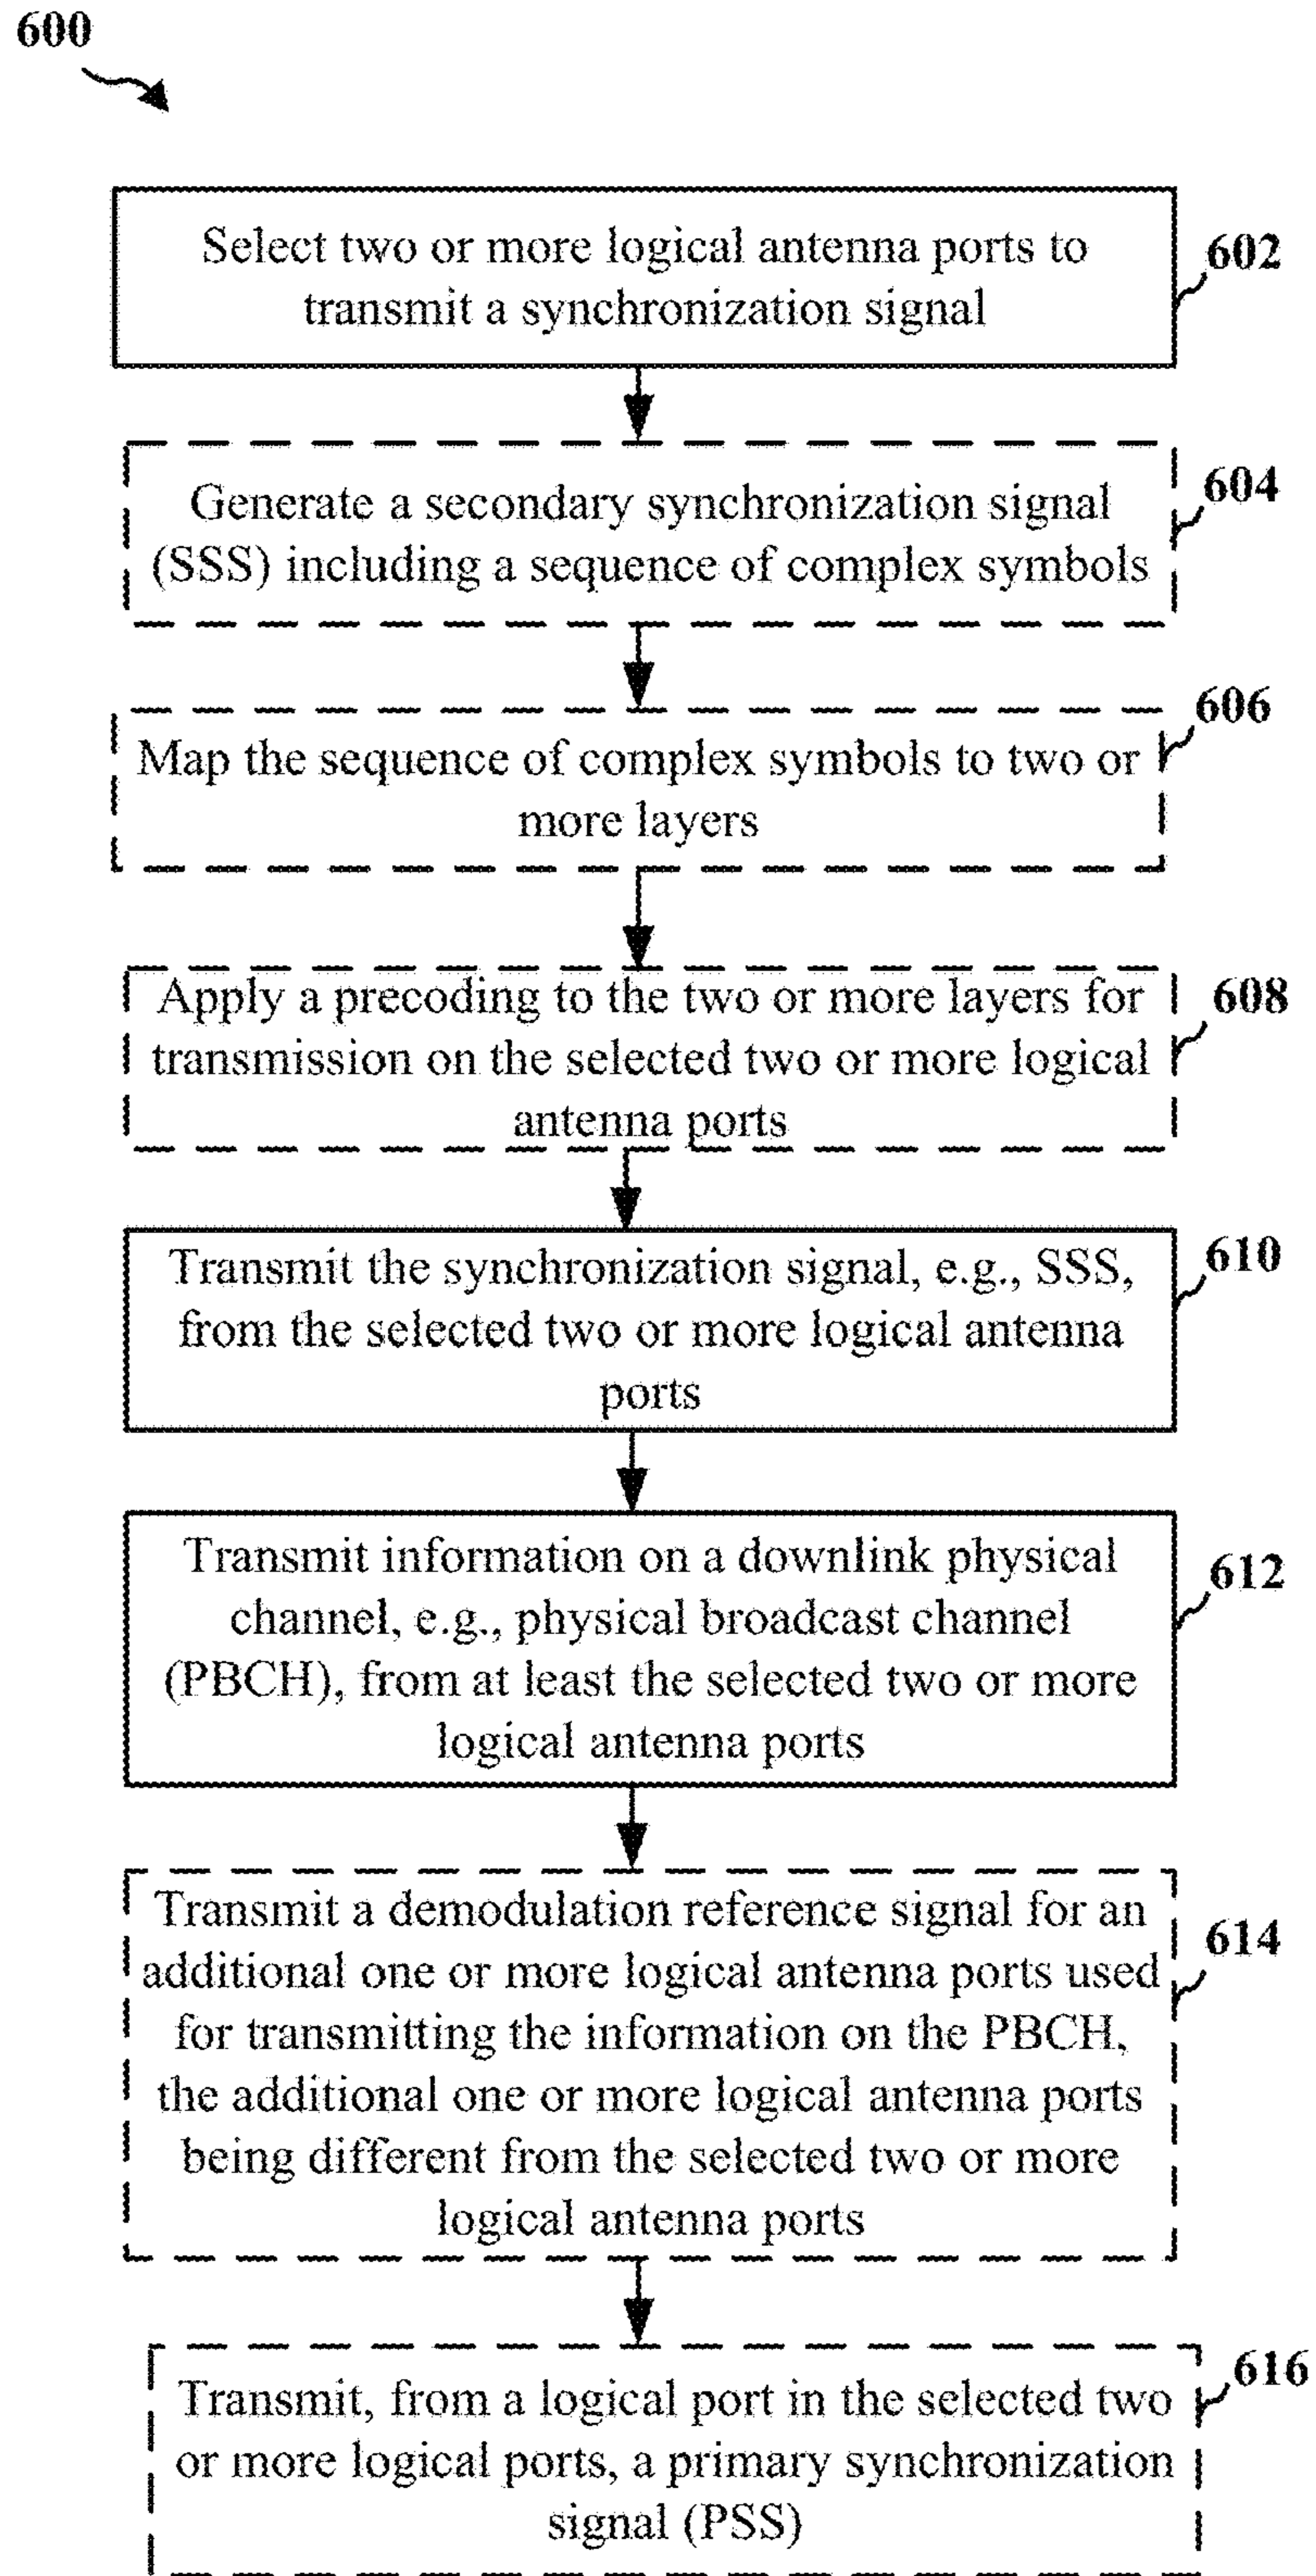 600
Select two or more logical antenna ports to
transmit a synchronization signal
602
Generate a secondary synchronization signal
(SSS) including a sequence of complex symbols
604
Map the sequence of complex symbols to two or
more layers
606
Apply a precoding to the two or more layers for
transmission on the selected two or more logical
antenna ports
608
Transmit the synchronization signal, e.g., SSS,
from the selected two or more logical antenna
ports
610
Transmit information on a downlink physical
channel, e.g., physical broadcast channel
(PBCH), from at least the selected two or more
logical antenna ports
612
Transmit a demodulation reference signal for an
additional one or more logical antenna ports used
for transmitting the information on the PBCH,
the additional one or more logical antenna ports
being different from the selected two or more
logical antenna ports
614
Transmit, from a logical port in the selected two
or more logical ports, a primary synchronization
signal (PSS)
616